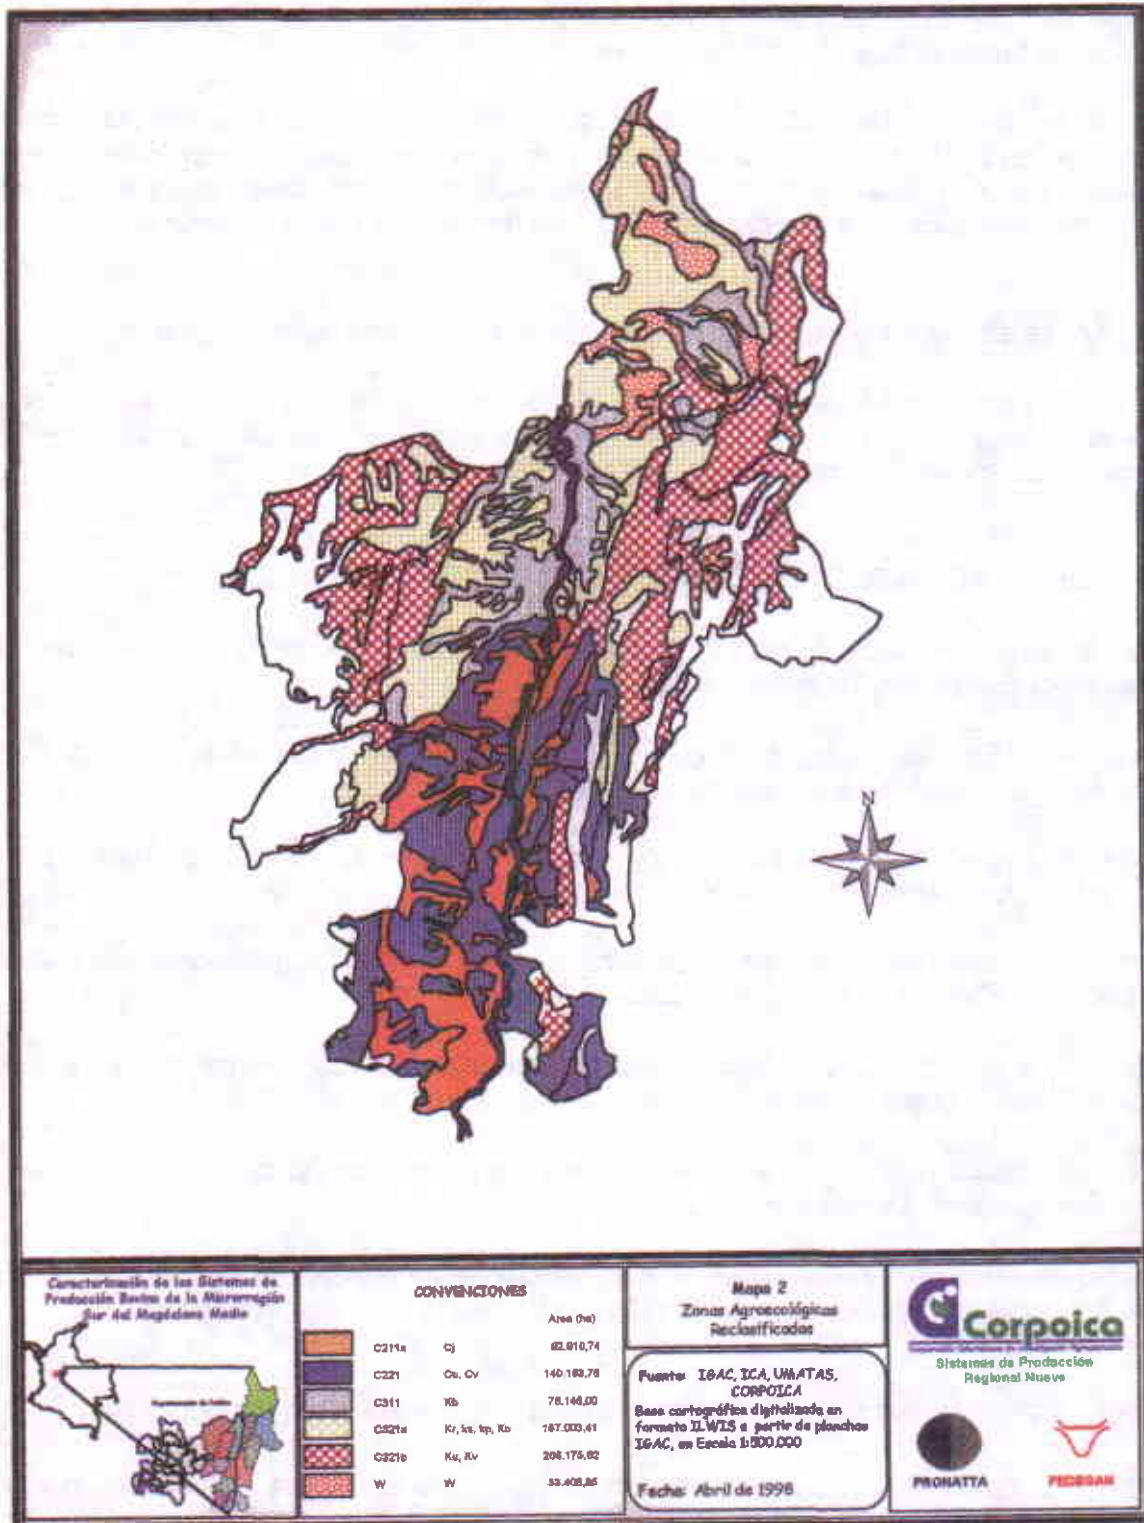 N
Caracterización de los Sistemas de
Producción Bovina de la Microrregión
Sur del Magdalena Medio
CONVENCIONES
Area (ha)
C211a Cj
C221 Cu, Cv
C311 Kb 76.146,00
C321a
C321b Ku, Kv
W W
Mapa 2
Zonas Agroecológicas
Reclasificadas
Fuente: IGAC, ICA, UMATAS,
CORPOICA
Base cartográfica digitalizada en
formato ILWIS a partir de planchas
IGAC, en Escala 1:500.000
Fecha: Abril de 1998
Corpoica
Sistemas de Producción
Regional Nueve
PRONATTA
FEDEGAN